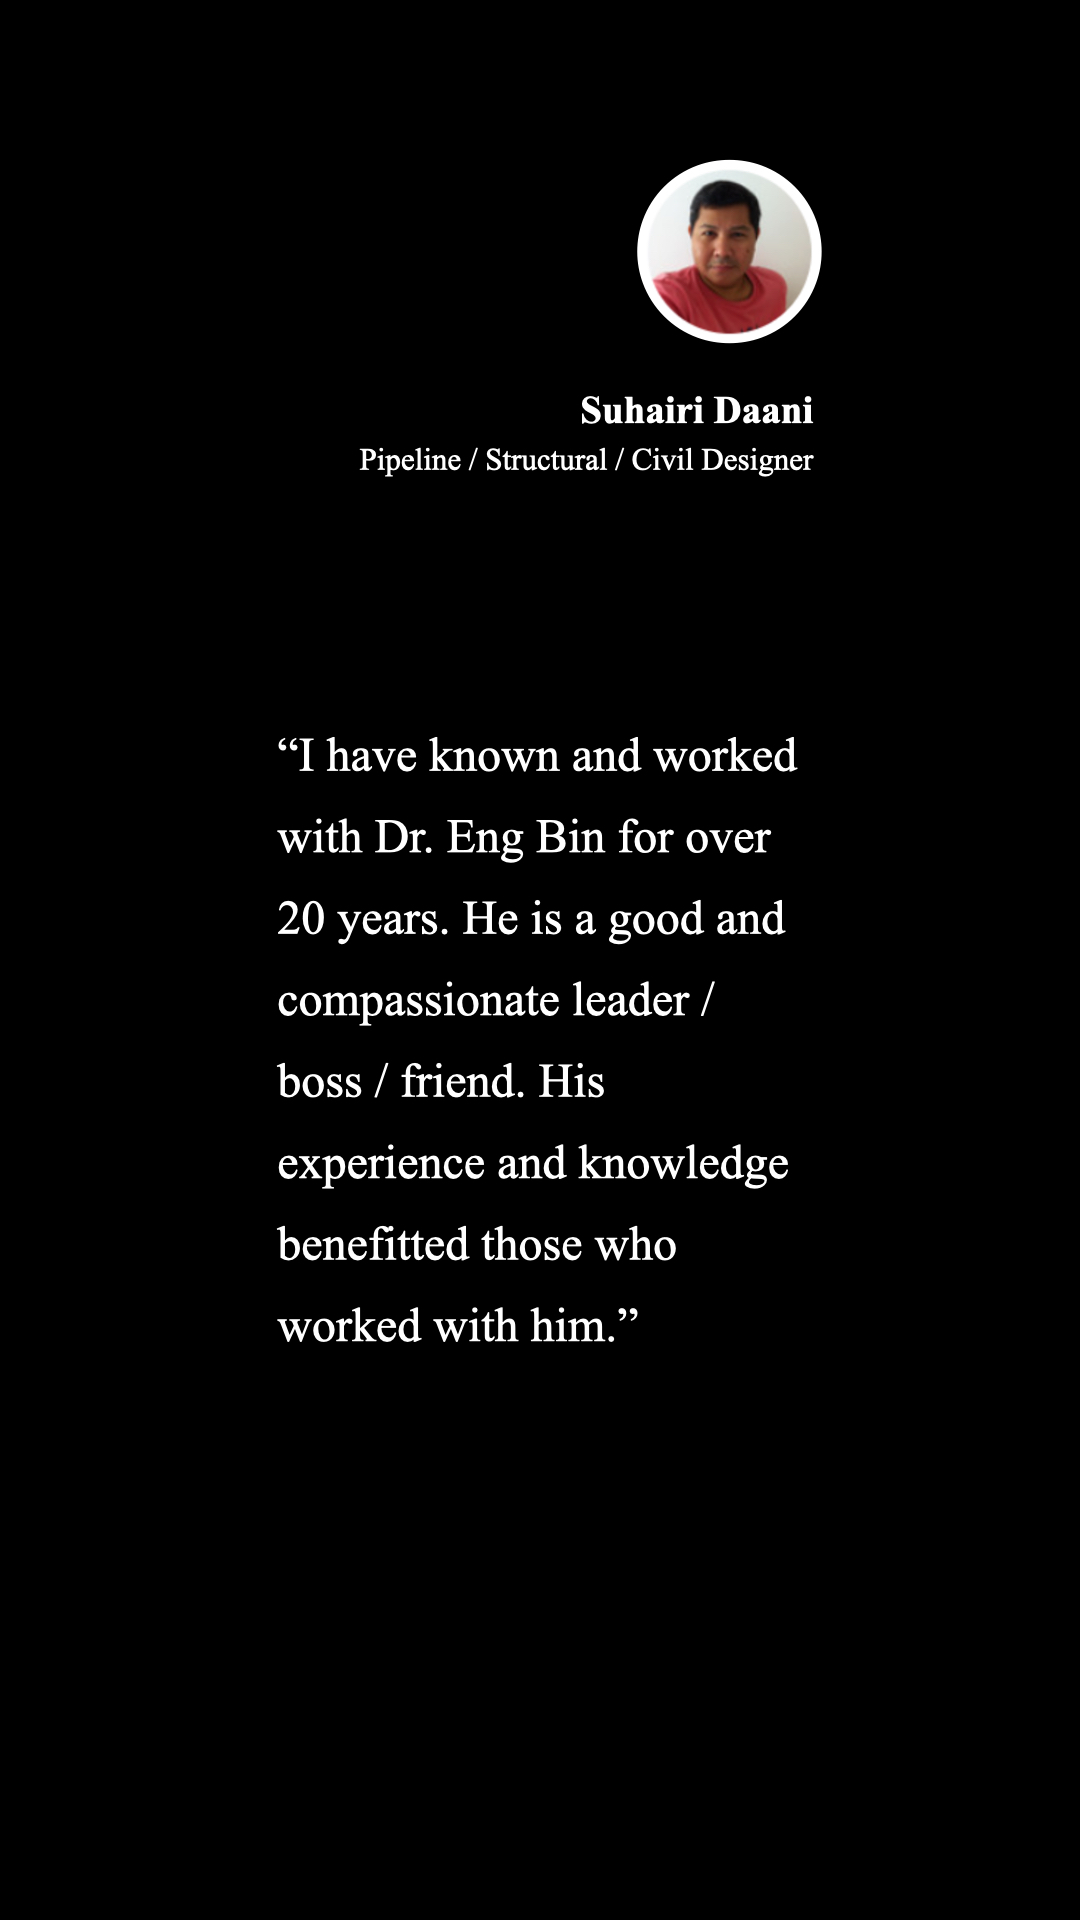 Suhairi Daani
Pipeline / Structural / Civil Designer
“I have known and worked
with Dr. Eng Bin for over
20 years. He is a good and
compassionate leader /
boss / friend. His
experience and knowledge
benefitted those who
worked with him.”